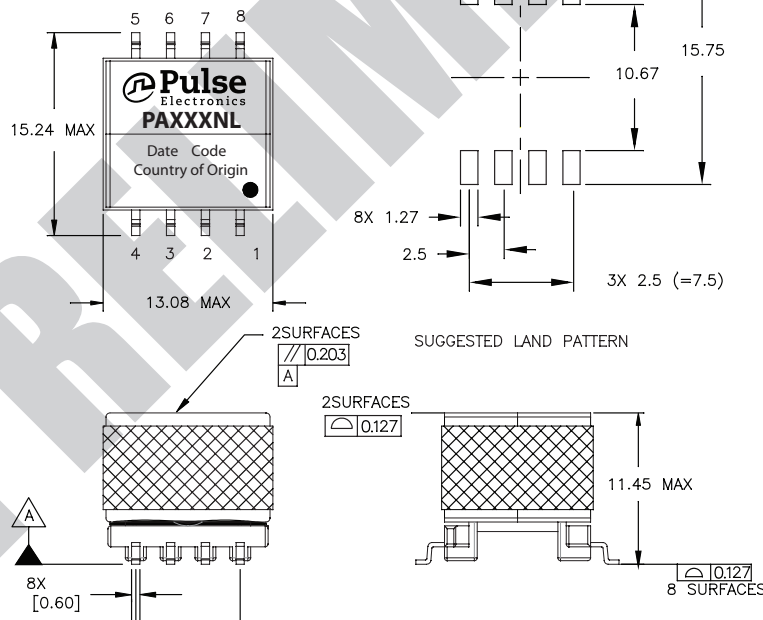 5 6 7 8
Pulse
Electronics
PAXXXNL
Date Code
Country of Origin
15.24 MAX
4 3 2 1
13.08 MAX
15.75
10.67
8X 1.27
2.5
3X 2.5 (=7.5)
SUGGESTED LAND PATTERN
2SURFACES
// 0.203
A
2SURFACES
0.127
11.45 MAX
A
8X
[0.60]
0.127
8 SURFACES